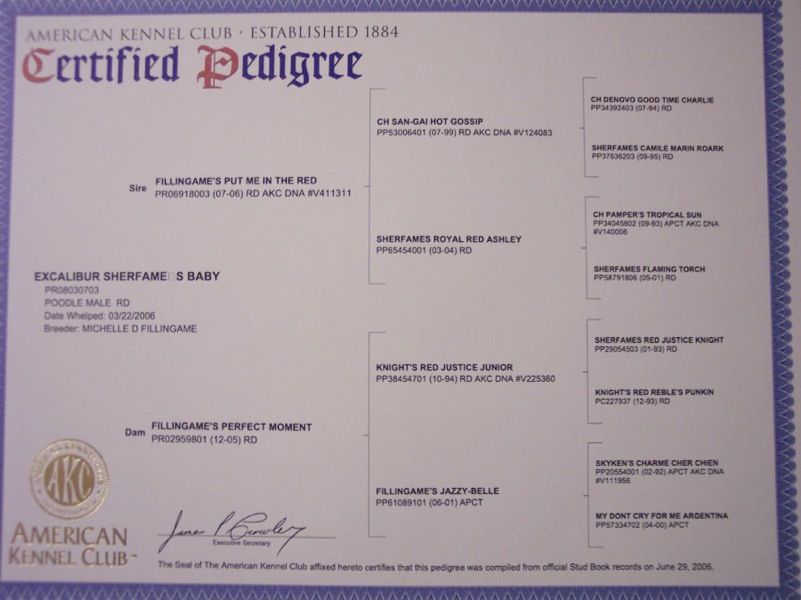 AMERICAN KENNEL CLUB · ESTABLISHED 1884
Certified Pedigree
CH DENOVO GOOD TIME CHARLIE
PP34392403 (07-94) RD
CH SAN-GAI HOT GOSSIP
PP53006401 (07-99) RD AKC DNA #V124083
SHERFAMES CAMILE MARIN ROARK
PP37636203 (09-95) RD
Sire
FILLINGAME'S PUT ME IN THE RED
PR06918003 (07-06) RD AKC DNA #V411311
CH PAMPER'S TROPICAL SUN
PP34045802 (09-93) APCT AKC DNA
#V140006
SHERFAMES ROYAL RED ASHLEY
PP65454001 (03-04) RD
SHERFAMES FLAMING TORCH
PP58791806 (05-01) RD
EXCALIBUR SHERFAME□S BABY
PR08030703
POODLE MALE RD
Date Whelped: 03/22/2006
Breeder: MICHELLE D FILLINGAME
SHERFAMES RED JUSTICE KNIGHT
PP29054503 (01-93) RD
KNIGHT'S RED JUSTICE JUNIOR
PP38454701 (10-94) RD AKC DNA #V225360
KNIGHT'S RED REBLE'S PUNKIN
PC227937 (12-93) RD
Dam
FILLINGAME'S PERFECT MOMENT
PR02959801 (12-05) RD
SKYKEN'S CHARME CHER CHIEN
PP20554001 (02-92) APCT AKC DNA
#V111956
FILLINGAME'S JAZZY-BELLE
PP61089101 (06-01) APCT
MY DONT CRY FOR ME ARGENTINA
PP57334702 (04-00) APCT
AKC
AMERICAN
KENNEL CLUB
James P. Crowley
Executive Secretary
The Seal of The American Kennel Club affixed hereto certifies that this pedigree was compiled from official Stud Book records on June 29, 2006.